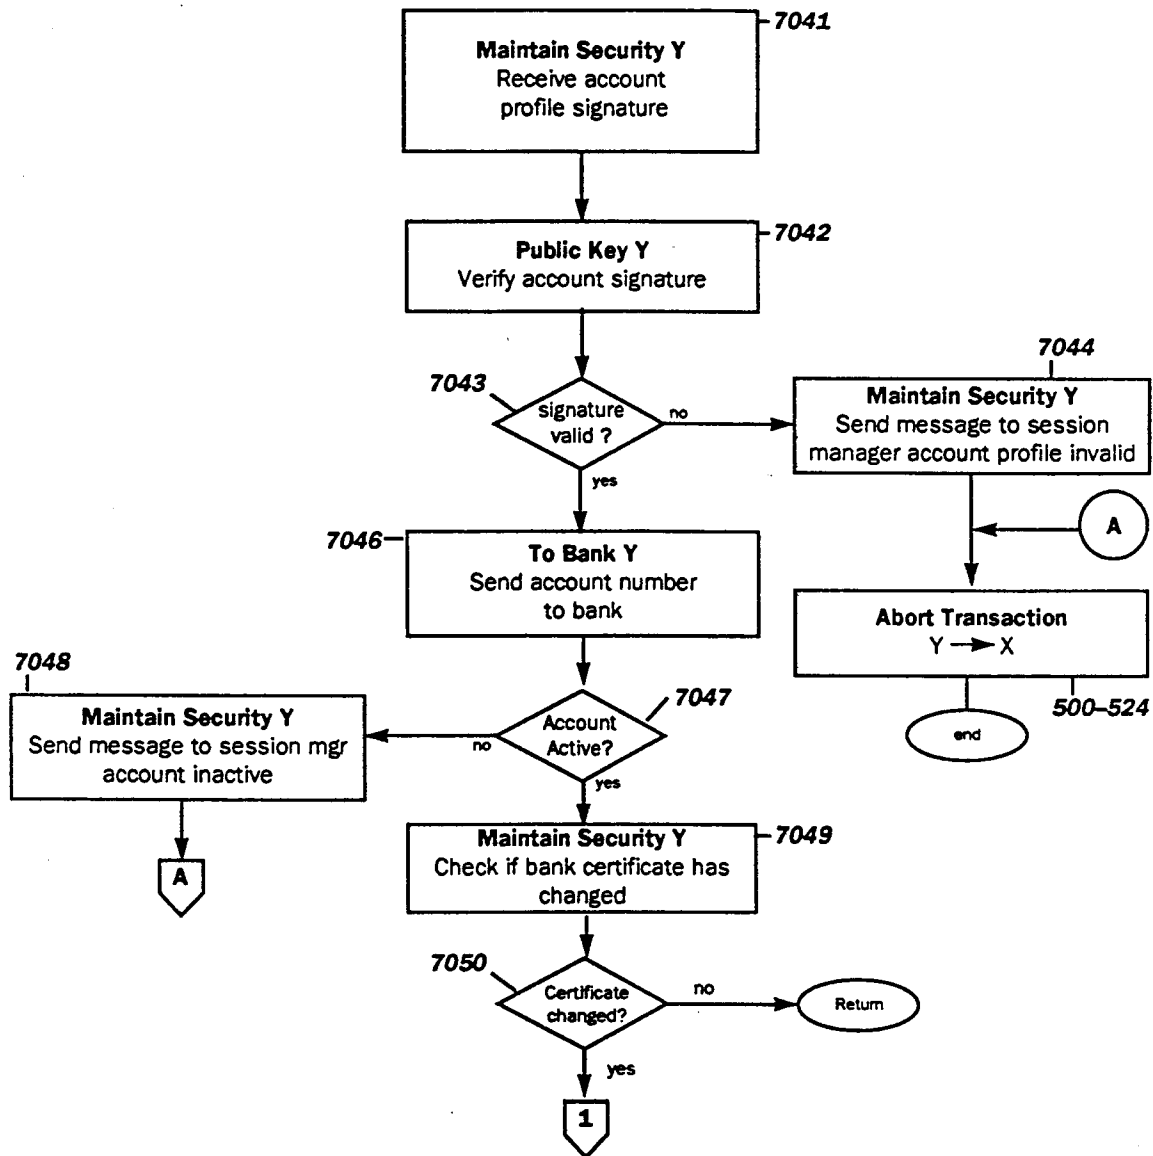 7041
Maintain Security Y
Receive account
profile signature
7042
Public Key Y
Verify account signature
7043
signature
valid ?
no
yes
7044
Maintain Security Y
Send message to session
manager account profile invalid
A
Abort Transaction
Y → X
500–524
end
7046
To Bank Y
Send account number
to bank
7047
Account
Active?
no
yes
7048
Maintain Security Y
Send message to session mgr
account inactive
A
7049
Maintain Security Y
Check if bank certificate has
changed
7050
Certificate
changed?
no
Return
yes
1